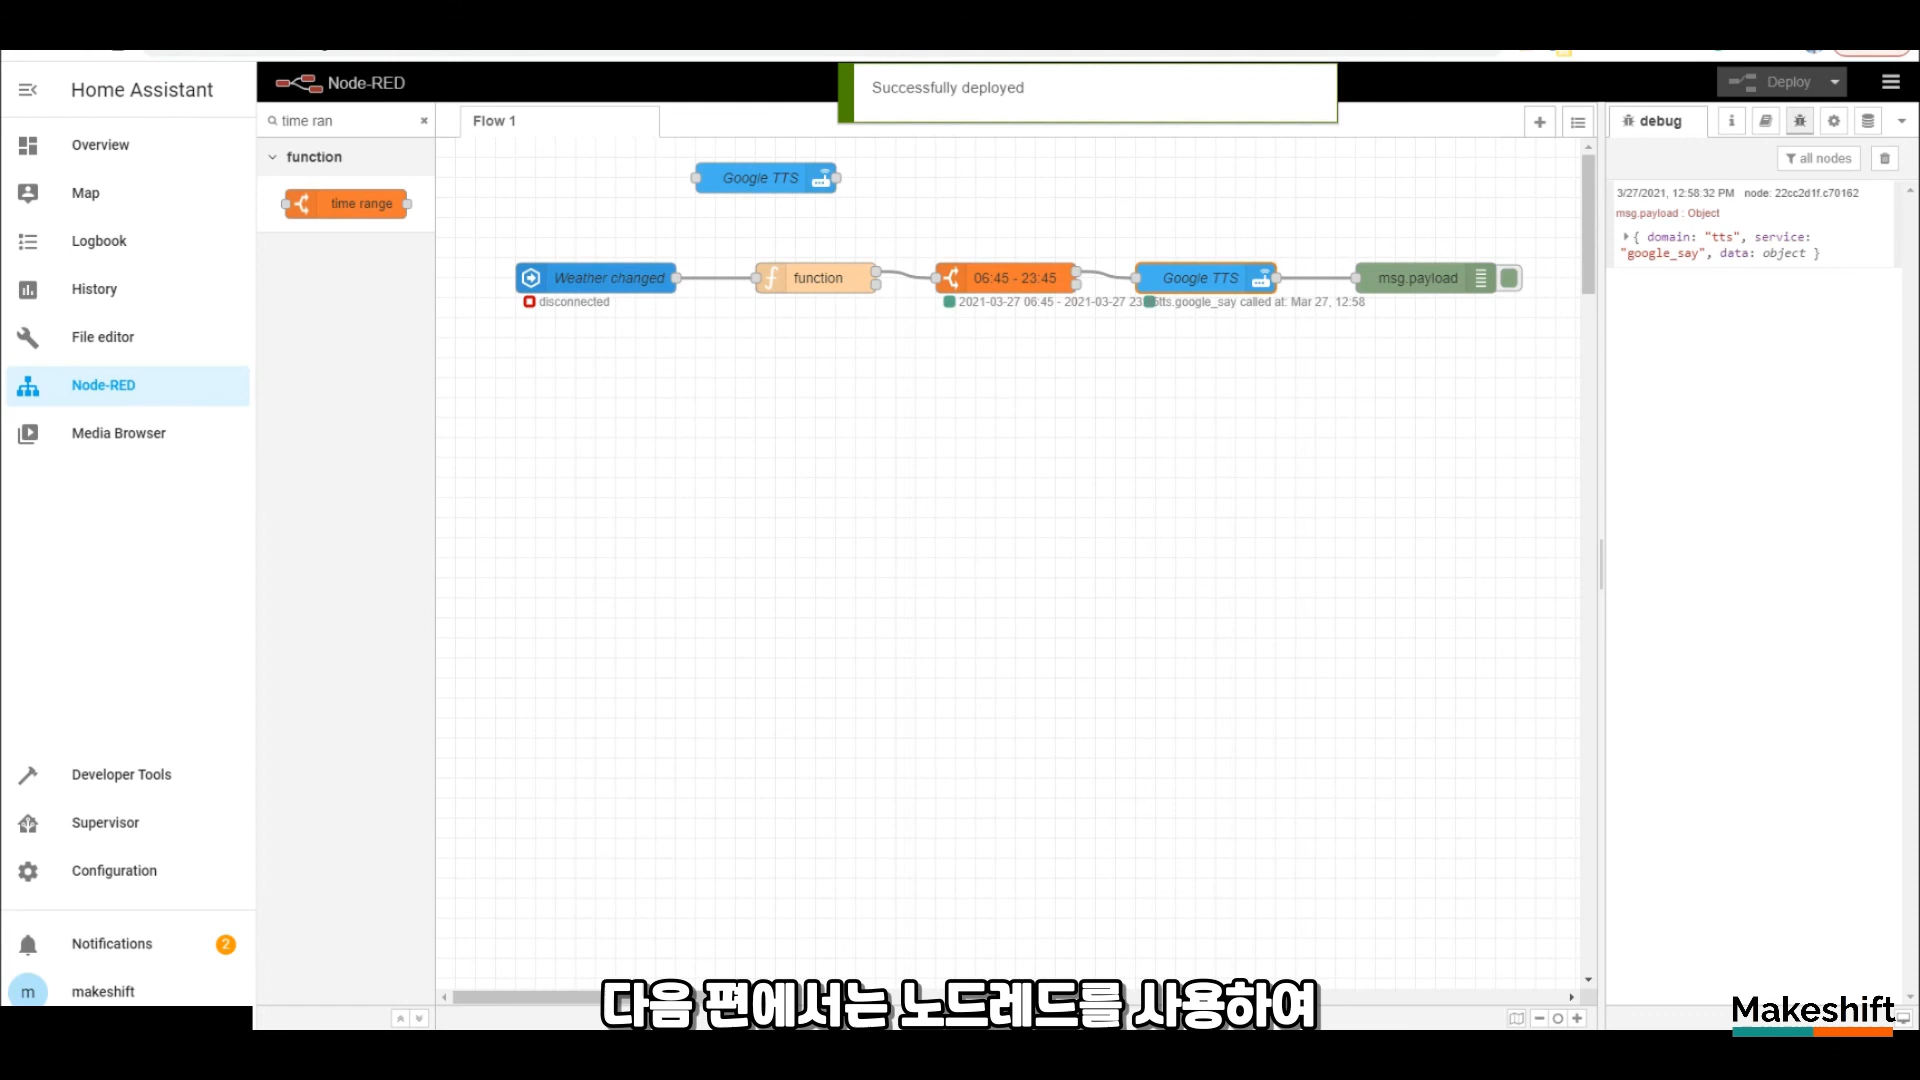 Home Assistant
Node-RED
Successfully deployed
Deploy
time ran
Flow 1
debug
i
Overview
function
all nodes
Google TTS
Map
time range
3/27/2021, 12:58:32 PM node: 22cc2d1f.c70162
msg.payload : Object
{ domain: "tts", service:
"google_say", data: object }
Logbook
Weather changed
function
06:45 - 23:45
Google TTS
msg.payload
disconnected
2021-03-27 06:45 - 2021-03-27 23
tts.google_say called at: Mar 27, 12:58
History
File editor
Node-RED
Media Browser
Developer Tools
Supervisor
Configuration
Notifications
2
m
makeshift
다음 편에서는 노드레드를 사용하여
Makeshift